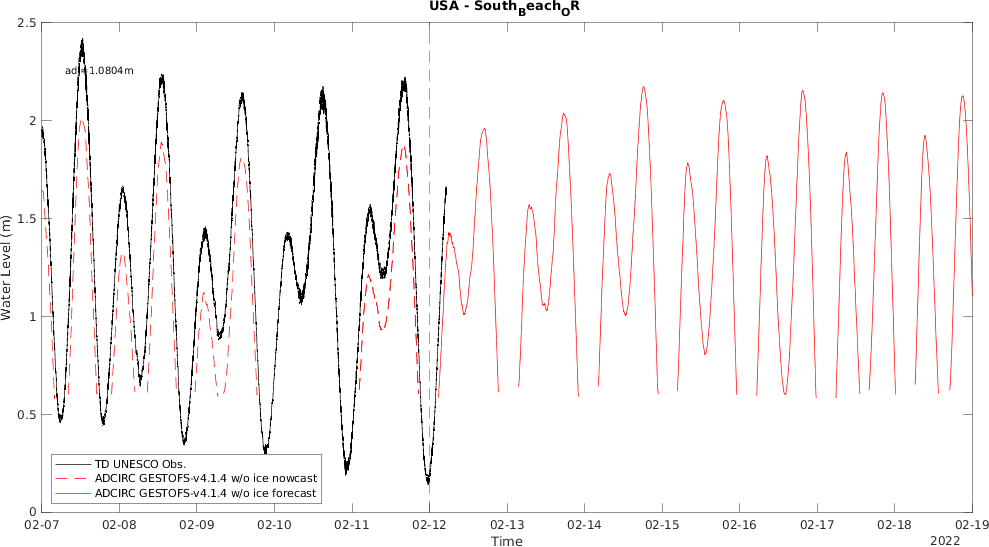 USA - SouthBeachOR
2.5
2
1.5
1
0.5
0
Water Level (m)
adj=1.0804m
TD UNESCO Obs.
ADCIRC GESTOFS-v4.1.4 w/o ice nowcast
ADCIRC GESTOFS-v4.1.4 w/o ice forecast
02-07 02-08 02-09 02-10 02-11 02-12 02-13 02-14 02-15 02-16 02-17 02-18 02-19
Time
2022